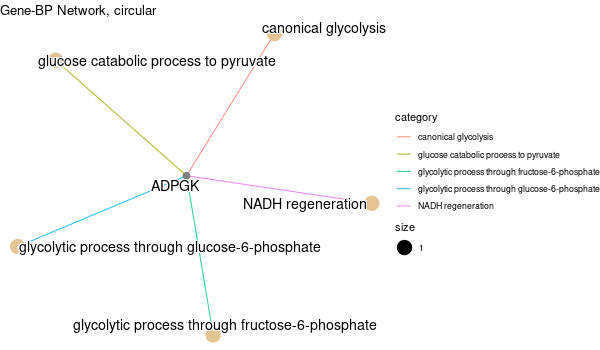 Gene-BP Network, circular
canonical glycolysis
glucose catabolic process to pyruvate
ADPGK
NADH regeneration
glycolytic process through glucose-6-phosphate
glycolytic process through fructose-6-phosphate
category
canonical glycolysis
glucose catabolic process to pyruvate
glycolytic process through fructose-6-phosphate
glycolytic process through glucose-6-phosphate
NADH regeneration
size
1